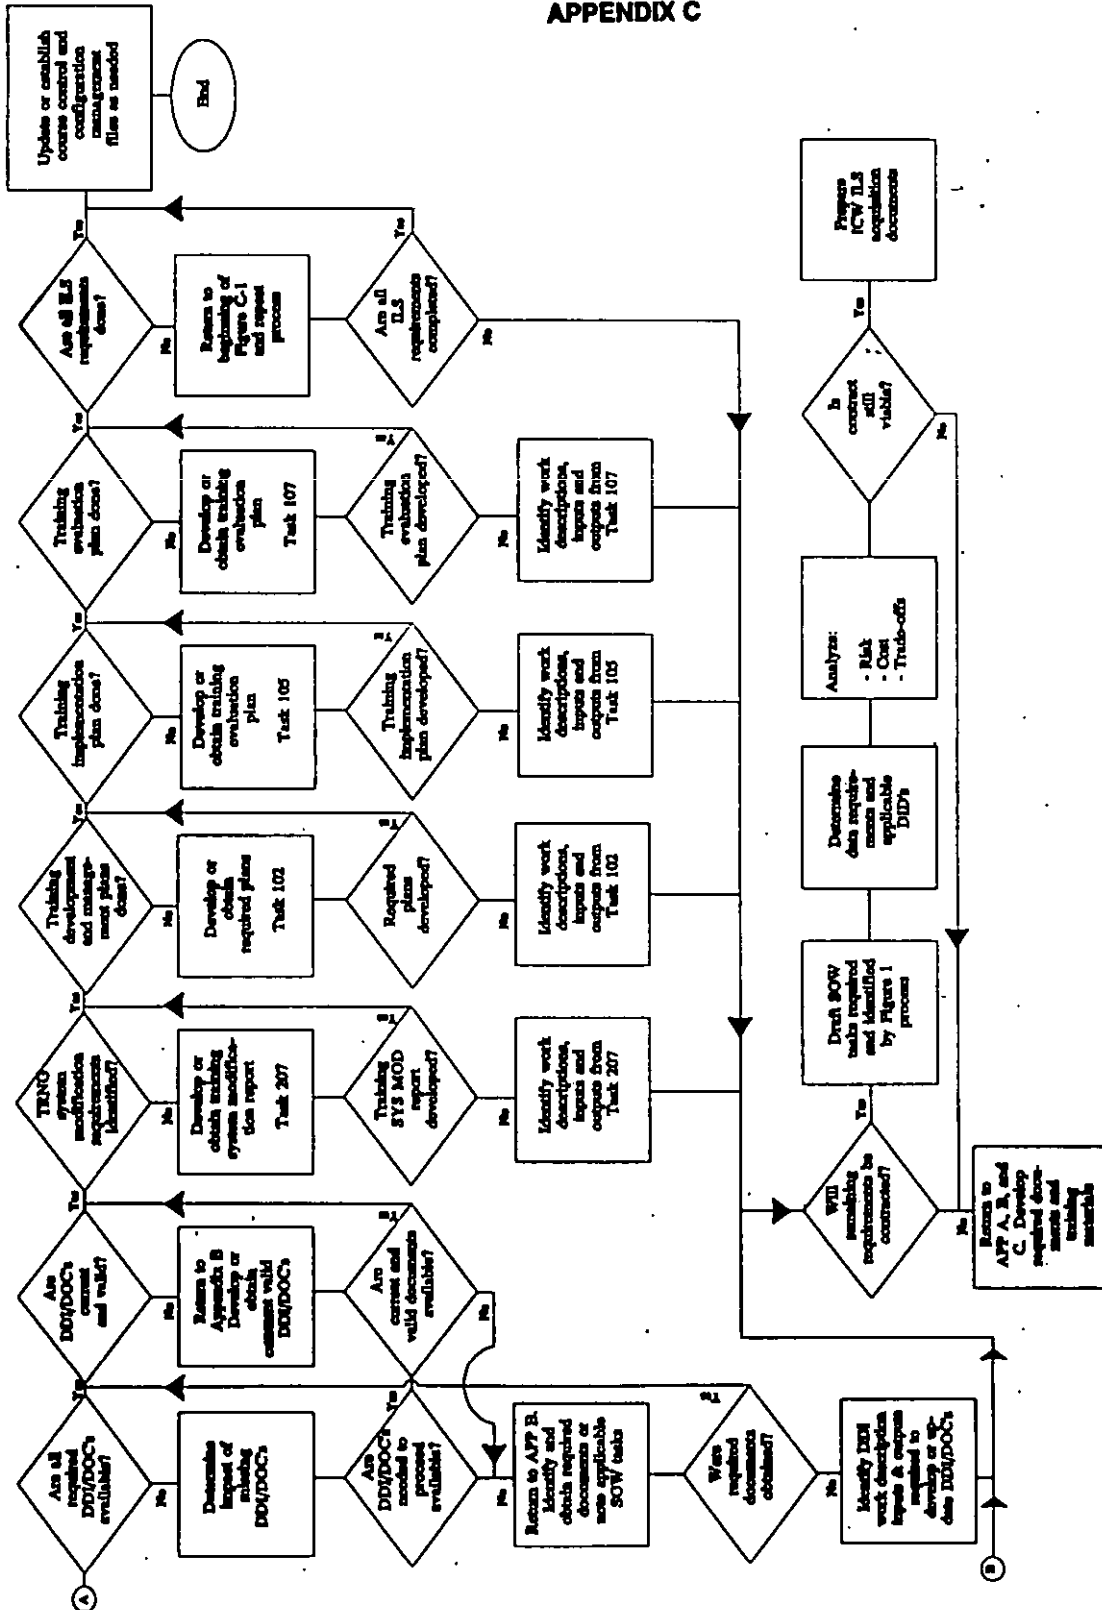 APPENDIX C
A
Are all
required
DDI/DOC's
available?
Yes
No
Determine
impact of
missing
DDI/DOC's
Are
DDI/DOC's
needed to
proceed
available?
Yes
No
Return to APP B.
Identify and
obtain required
documents or
note applicable
SOW tasks
Were
required
documents
obtained?
No
Identify DDI
work description
inputs & outputs
required to
develop or up-
date DDI/DOC's
B
Are
DDI/DOC's
current
and valid?
Yes
No
Return to
Appendix B
Develop or
obtain
current valid
DDI/DOC's
Are
current and
valid documents
available?
No
TRNG
system
modification
requirements
identified?
Yes
No
Develop or
obtain training
system modifica-
tion report
Task 207
Training
SYS MOD
report
developed?
No
Identify work
descriptions,
inputs and
outputs from
Task 207
Training
development
and manage-
ment plans
done?
Yes
No
Develop or
obtain
required plans
Task 102
Required
plans
developed?
No
Identify work
descriptions,
inputs and
outputs from
Task 102
Training
implementation
plan done?
Yes
No
Develop or
obtain training
evaluation
plan
Task 105
Training
implementation
plan developed?
No
Identify work
descriptions,
inputs and
outputs from
Task 105
Training
evaluation
plan done?
Yes
No
Develop or
obtain training
evaluation
plan
Task 107
Training
evaluation
plan developed?
No
Identify work
descriptions,
inputs and
outputs from
Task 107
Are all ILS
requirements
done?
Yes
No
Return to
beginning of
Figure C-1
and repeat
process
Are all
ILS
requirements
completed?
Yes
No
Update or establish
course control and
configuration
management
files as needed
End
Will
remaining
requirements be
contracted?
Yes
No
Return to
APP A, B, and
C. Develop
required docu-
ments and
training
materials
Draft SOW
tasks required
and identified
by Figure 1
process
Determine
data require-
ments and
applicable
DID's
Analyze:
- Risk
- Cost
- Trade-offs
Is
contract
still
viable?
Yes
No
Prepare
ICW ILS
acquisition
documents